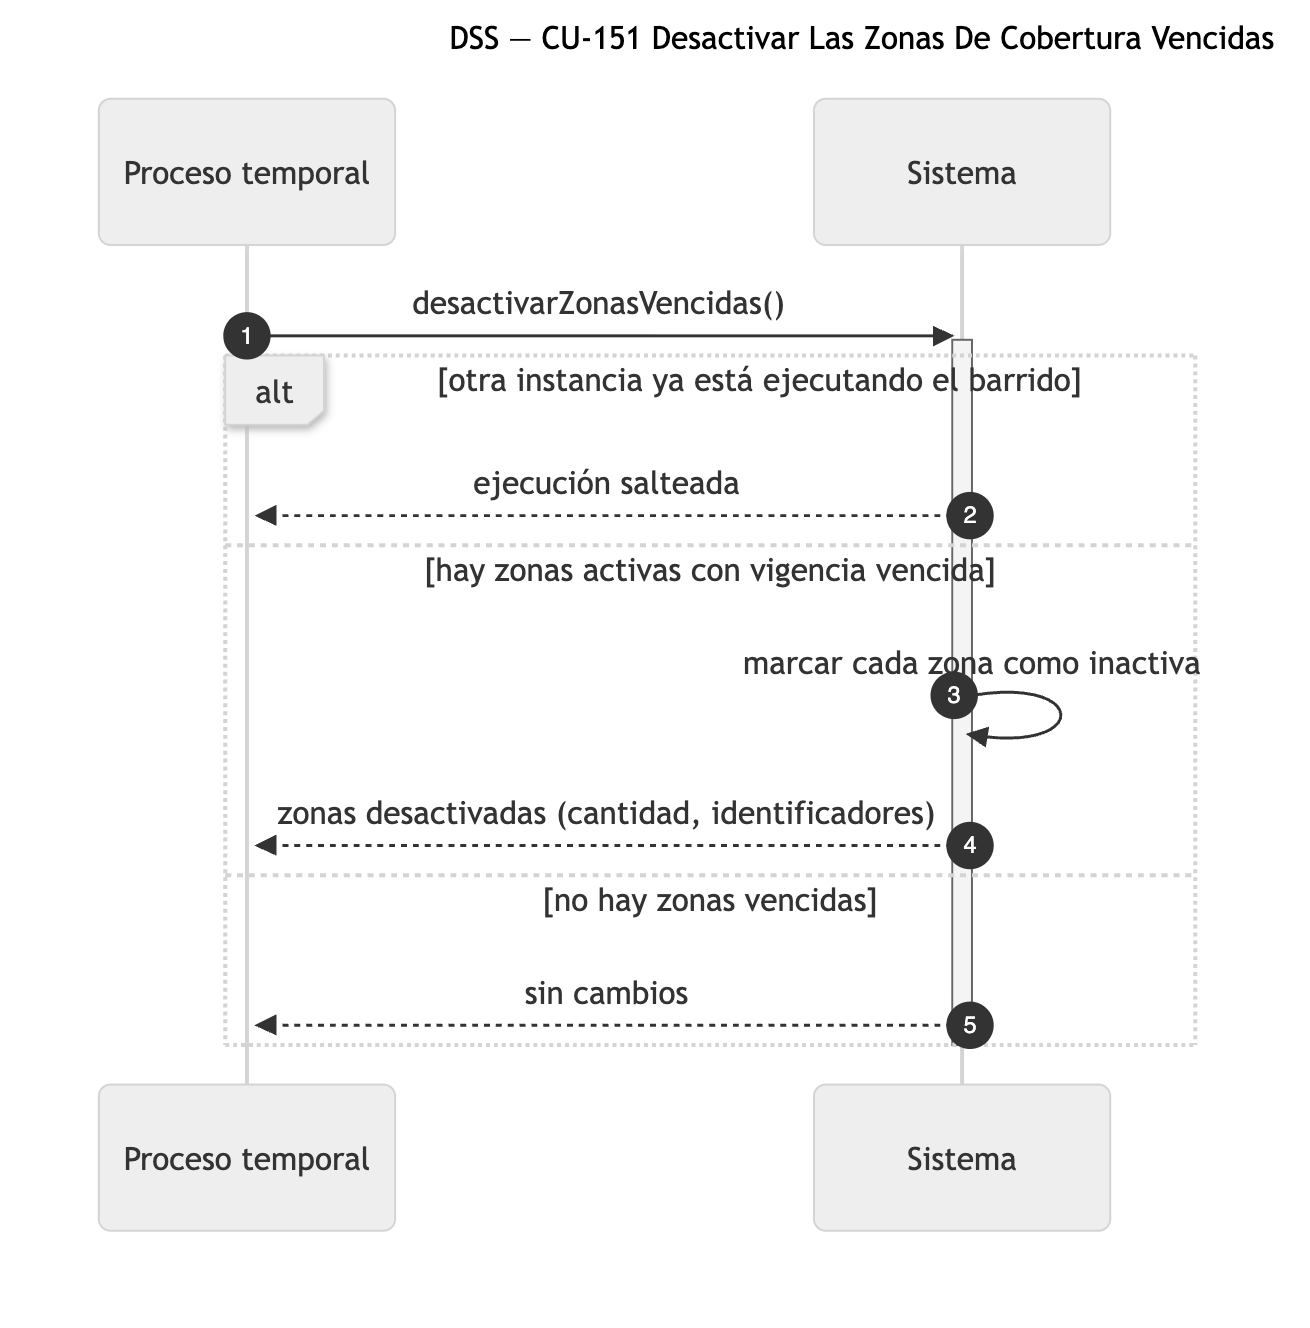 DSS — CU-151 Desactivar Las Zonas De Cobertura Vencidas
Proceso temporal
Sistema
desactivarZonasVencidas()
1
alt
[otra instancia ya está ejecutando el barrido]
ejecución salteada
2
[hay zonas activas con vigencia vencida]
marcar cada zona como inactiva
3
zonas desactivadas (cantidad, identificadores)
4
[no hay zonas vencidas]
sin cambios
5
Proceso temporal
Sistema